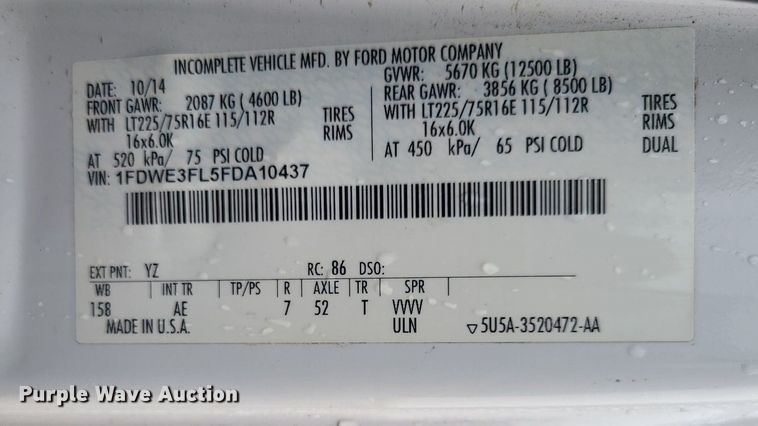 INCOMPLETE VEHICLE MFD. BY FORD MOTOR COMPANY
DATE: 10/14 GVWR: 5670 KG (12500 LB)
FRONT GAWR: 2087 KG ( 4600 LB) REAR GAWR: 3856 KG ( 8500 LB)
WITH LT225/75R16E 115/112R TIRES WITH LT225/75R16E 115/112R TIRES
16x6.0K RIMS 16x6.0K RIMS
AT 520 kPa/ 75 PSI COLD AT 450 kPa/ 65 PSI COLD DUAL
VIN: 1FDWE3FL5FDA10437
EXT PNT: YZ RC: 86 DSO:
WB INT TR TP/PS R AXLE TR SPR
158 AE 7 52 T VVVV
MADE IN U.S.A. ULN ▽5U5A-3520472-AA
Purple Wave Auction